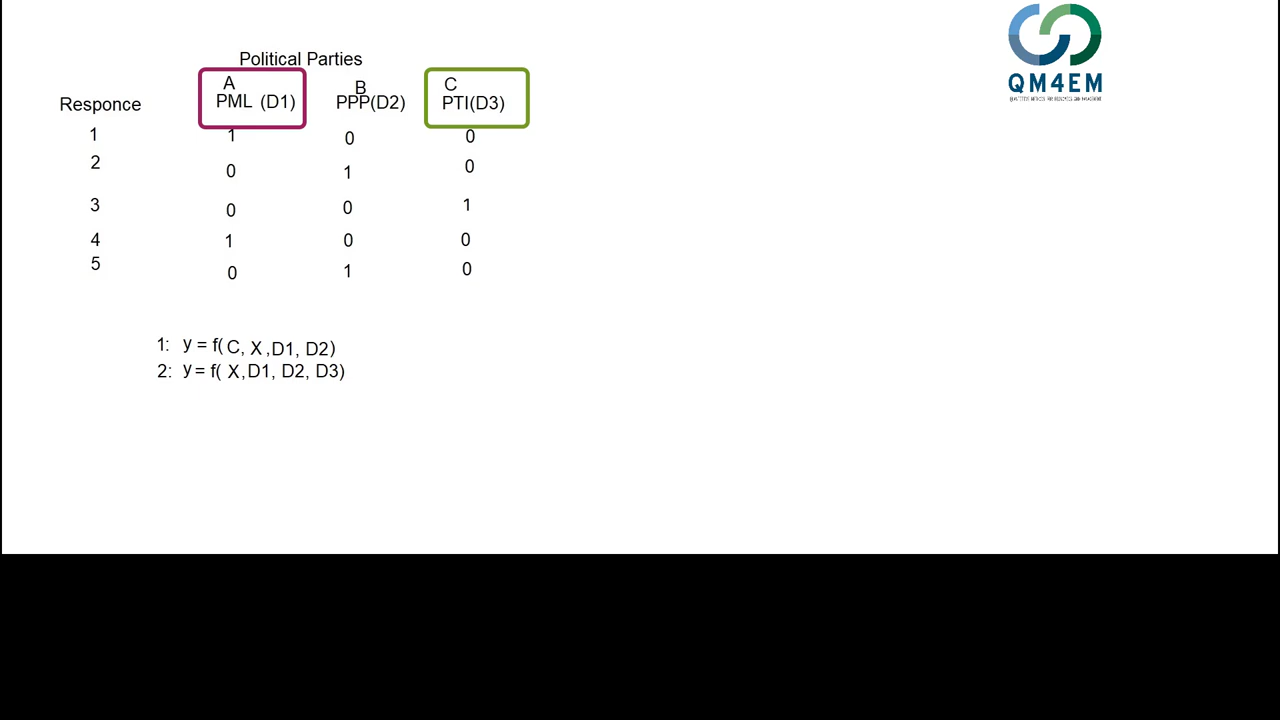 Political Parties
A B C
Responce PML (D1) PPP(D2) PTI(D3)
1 1 0 0
2 0 1 0
3 0 0 1
4 1 0 0
5 0 1 0
1: y = f( C, X ,D1, D2)
2: y = f( X,D1, D2, D3)
QM4EM